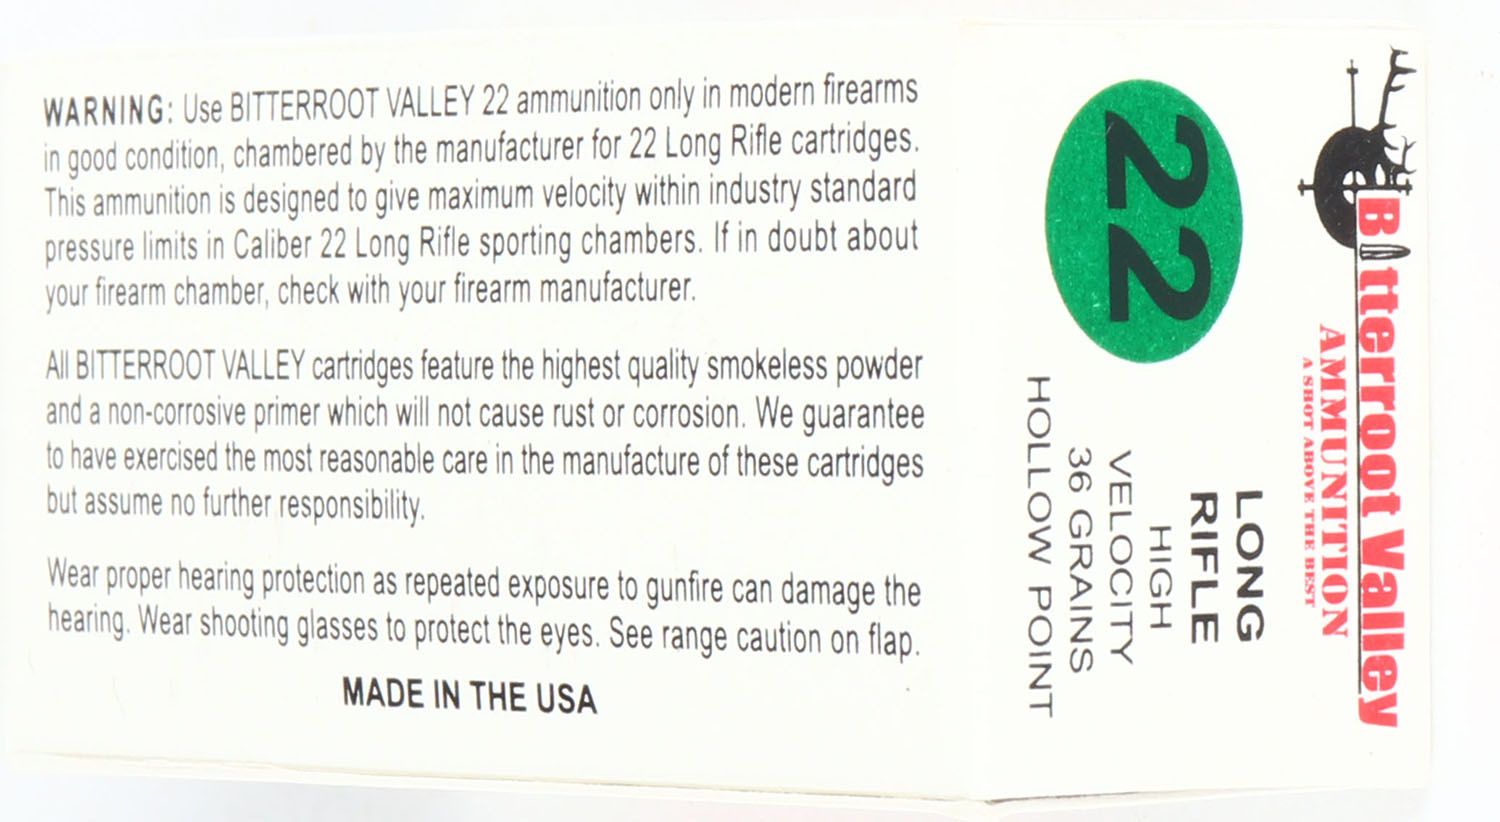 WARNING: Use BITTERROOT VALLEY 22 ammunition only in modern firearms
in good condition, chambered by the manufacturer for 22 Long Rifle cartridges.
This ammunition is designed to give maximum velocity within industry standard
pressure limits in Caliber 22 Long Rifle sporting chambers. If in doubt about
your firearm chamber, check with your firearm manufacturer.
All BITTERROOT VALLEY cartridges feature the highest quality smokeless powder
and a non-corrosive primer which will not cause rust or corrosion. We guarantee
to have exercised the most reasonable care in the manufacture of these cartridges
but assume no further responsibility.
Wear proper hearing protection as repeated exposure to gunfire can damage the
hearing. Wear shooting glasses to protect the eyes. See range caution on flap.
MADE IN THE USA
Bitterroot Valley
AMMUNITION
A SHOT ABOVE THE BEST
22
LONG
RIFLE
HIGH
VELOCITY
36 GRAINS
HOLLOW POINT